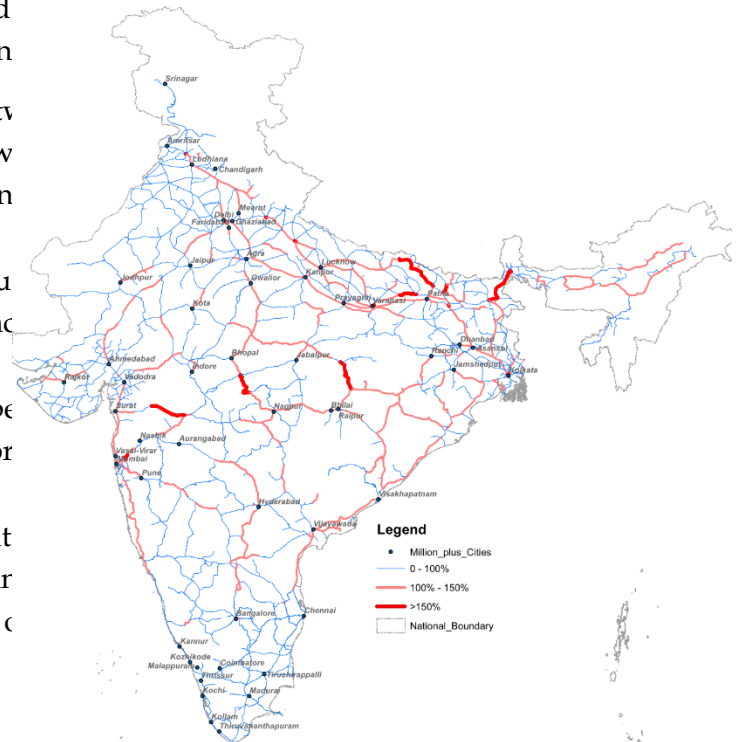 d
n
Srinagar
Amritsar
Ludhiana
Chandigarh
n
Meerut
Delhi
Ghaziabad
Faridabad
Agra
Lucknow
Jaipur
Kanpur
Jodhpur
Gwalior
Prayagraj
Varanasi
Patna
Kota
Dhanbad
Asansol
Ranchi
Ahmedabad
Bhopal
Jabalpur
Indore
Jamshedpur
Kolkata
Rajkot
Vadodra
Surat
Nagpur
Bhilai
Raipur
Nashik
Aurangabad
Vasai-Virar
Mumbai
Pune
Hyderabad
Visakhapatnam
Vijayawada
Legend
Million_plus_Cities
0 - 100%
100% - 150%
>150%
National_Boundary
Bangalore
Chennai
Kannur
Kozhikode
Malappuram
Coimbatore
Thrissur
Tiruchirappalli
Kochi
Madurai
Kollam
Thiruvananthapuram